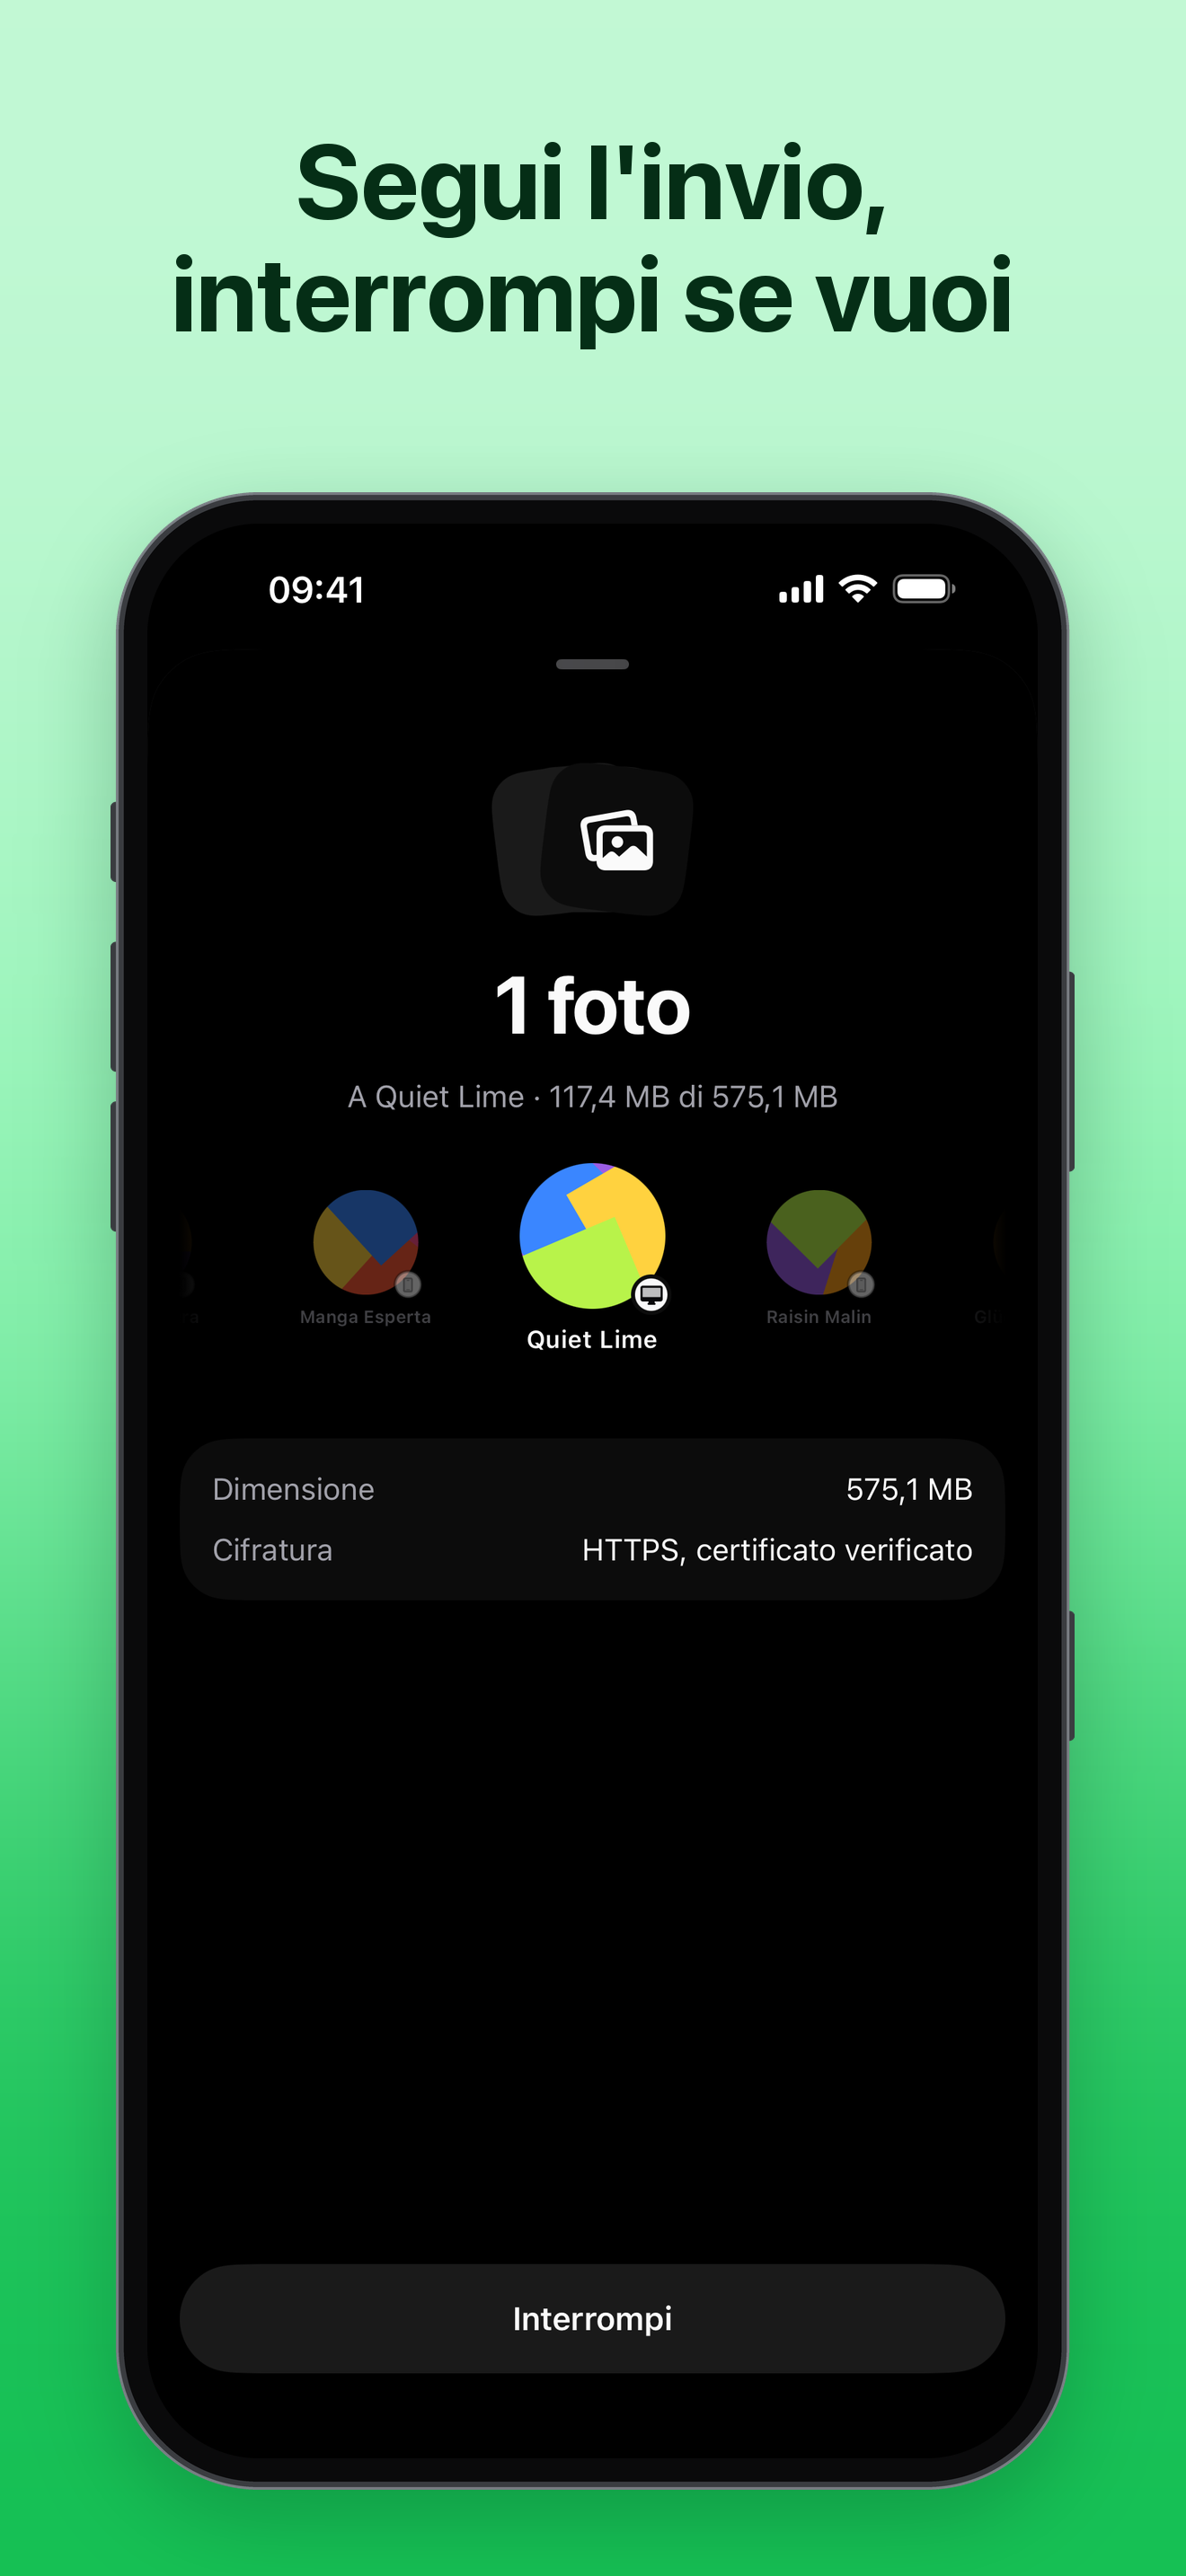 Segui l'invio,
interrompi se vuoi
09:41
1 foto
A Quiet Lime · 117,4 MB di 575,1 MB
Manga Esperta
Quiet Lime
Raisin Malin
Dimensione
575,1 MB
Cifratura
HTTPS, certificato verificato
Interrompi